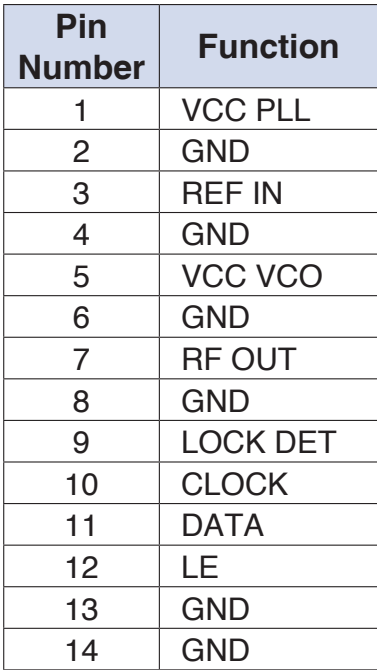 Pin Number Function
1 VCC PLL
2 GND
3 REF IN
4 GND
5 VCC VCO
6 GND
7 RF OUT
8 GND
9 LOCK DET
10 CLOCK
11 DATA
12 LE
13 GND
14 GND